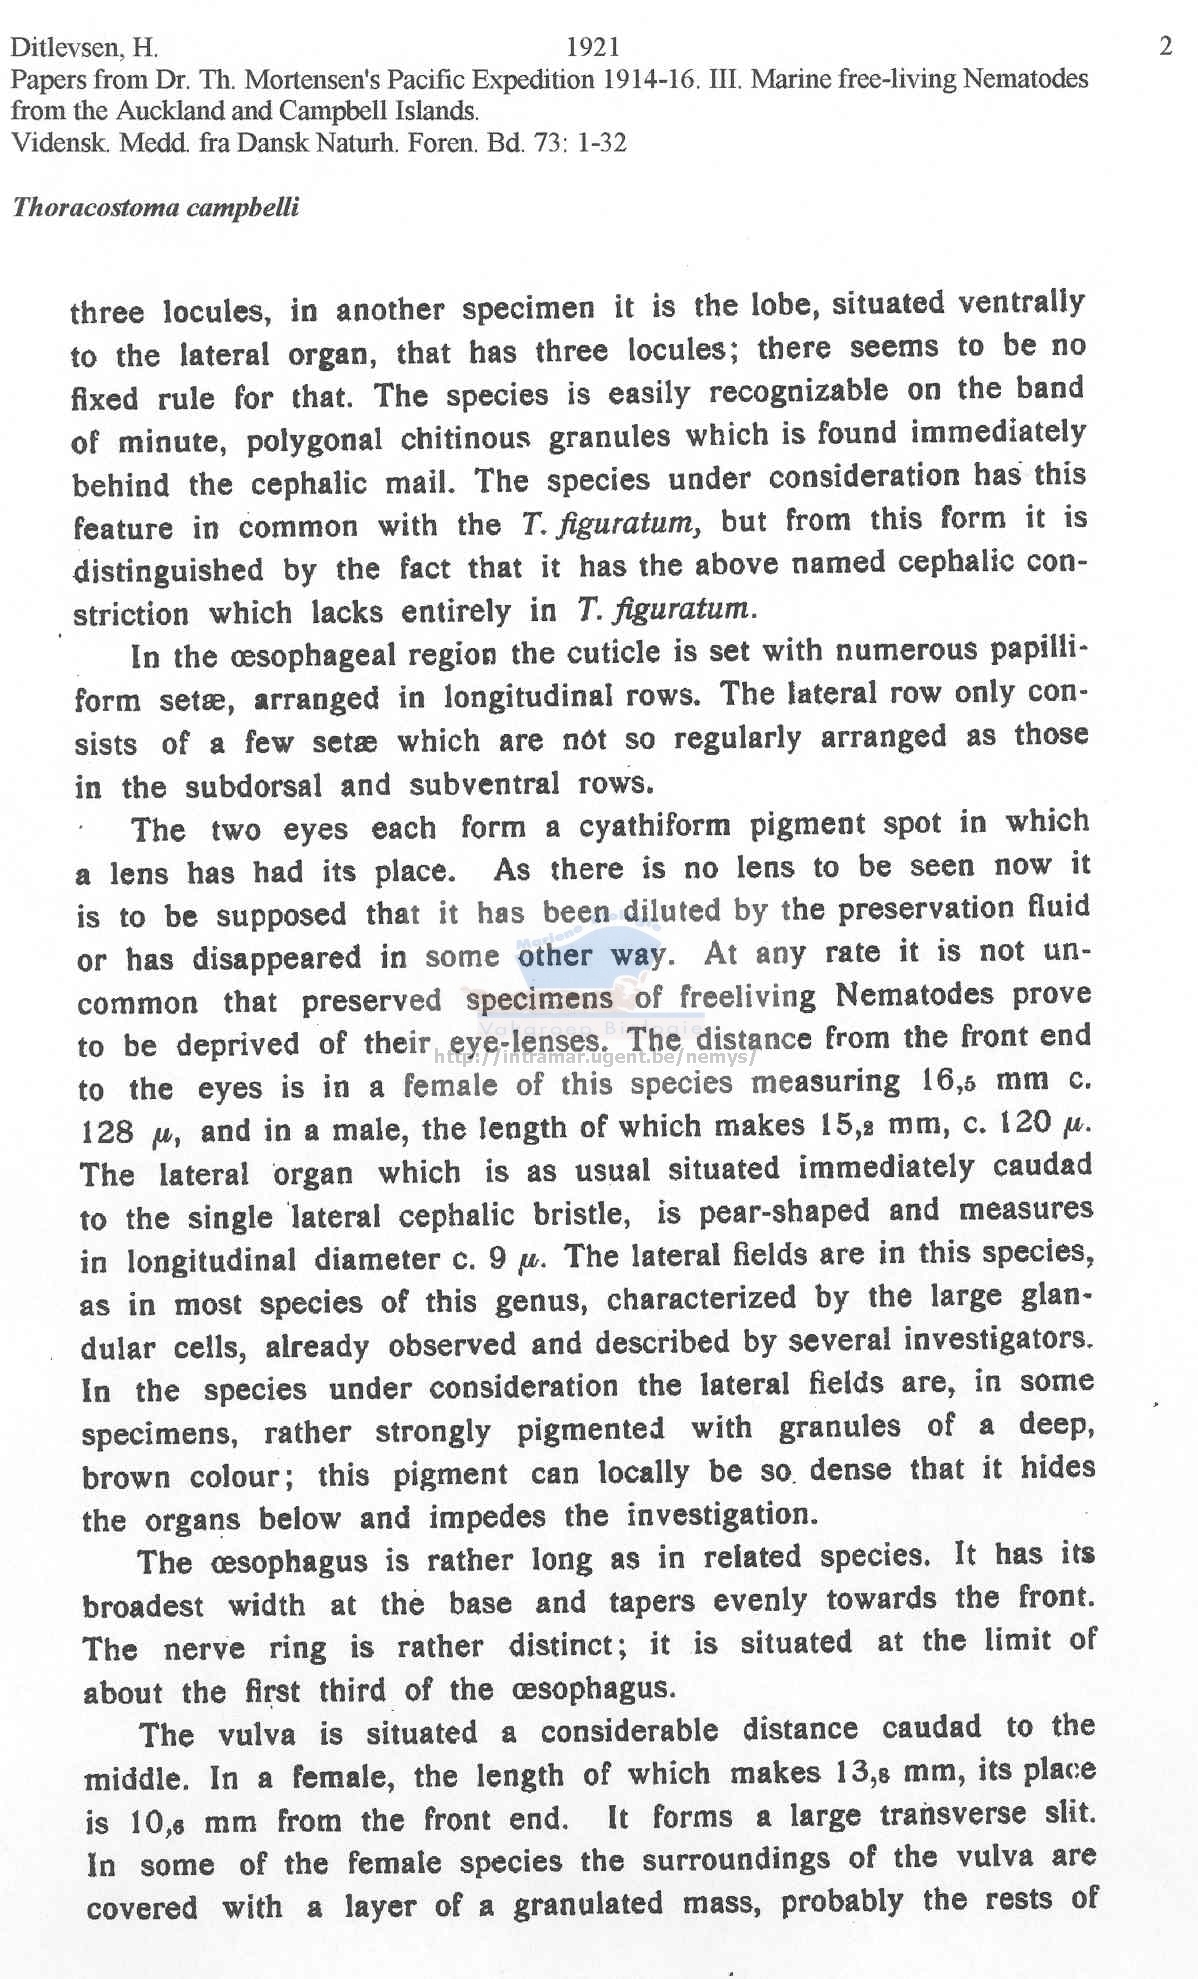 Ditlevsen, H. 1921 2
Papers from Dr. Th. Mortensen's Pacific Expedition 1914-16. III. Marine free-living Nematodes
from the Auckland and Campbell Islands.
Vidensk. Medd. fra Dansk Naturh. Foren. Bd. 73: 1-32
Thoracostoma campbelli
three locules, in another specimen it is the lobe, situated ventrally
to the lateral organ, that has three locules; there seems to be no
fixed rule for that. The species is easily recognizable on the band
of minute, polygonal chitinous granules which is found immediately
behind the cephalic mail. The species under consideration has this
feature in common with the T. figuratum, but from this form it is
distinguished by the fact that it has the above named cephalic con-
striction which lacks entirely in T. figuratum.
In the œsophageal region the cuticle is set with numerous papilli-
form setæ, arranged in longitudinal rows. The lateral row only con-
sists of a few setæ which are not so regularly arranged as those
in the subdorsal and subventral rows.
The two eyes each form a cyathiform pigment spot in which
a lens has had its place. As there is no lens to be seen now it
is to be supposed that it has been diluted by the preservation fluid
or has disappeared in some other way. At any rate it is not un-
common that preserved specimens of freeliving Nematodes prove
to be deprived of their eye-lenses. The distance from the front end
to the eyes is in a female of this species measuring 16,5 mm c.
128 μ, and in a male, the length of which makes 15,2 mm, c. 120 μ.
The lateral organ which is as usual situated immediately caudad
to the single lateral cephalic bristle, is pear-shaped and measures
in longitudinal diameter c. 9 μ. The lateral fields are in this species,
as in most species of this genus, characterized by the large glan-
dular cells, already observed and described by several investigators.
In the species under consideration the lateral fields are, in some
specimens, rather strongly pigmented with granules of a deep,
brown colour; this pigment can locally be so dense that it hides
the organs below and impedes the investigation.
The œsophagus is rather long as in related species. It has its
broadest width at the base and tapers evenly towards the front.
The nerve ring is rather distinct; it is situated at the limit of
about the first third of the œsophagus.
The vulva is situated a considerable distance caudad to the
middle. In a female, the length of which makes 13,8 mm, its place
is 10,6 mm from the front end. It forms a large transverse slit.
In some of the female species the surroundings of the vulva are
covered with a layer of a granulated mass, probably the rests of
Vakgroep Biologie
http://intramar.ugent.be/nemys/